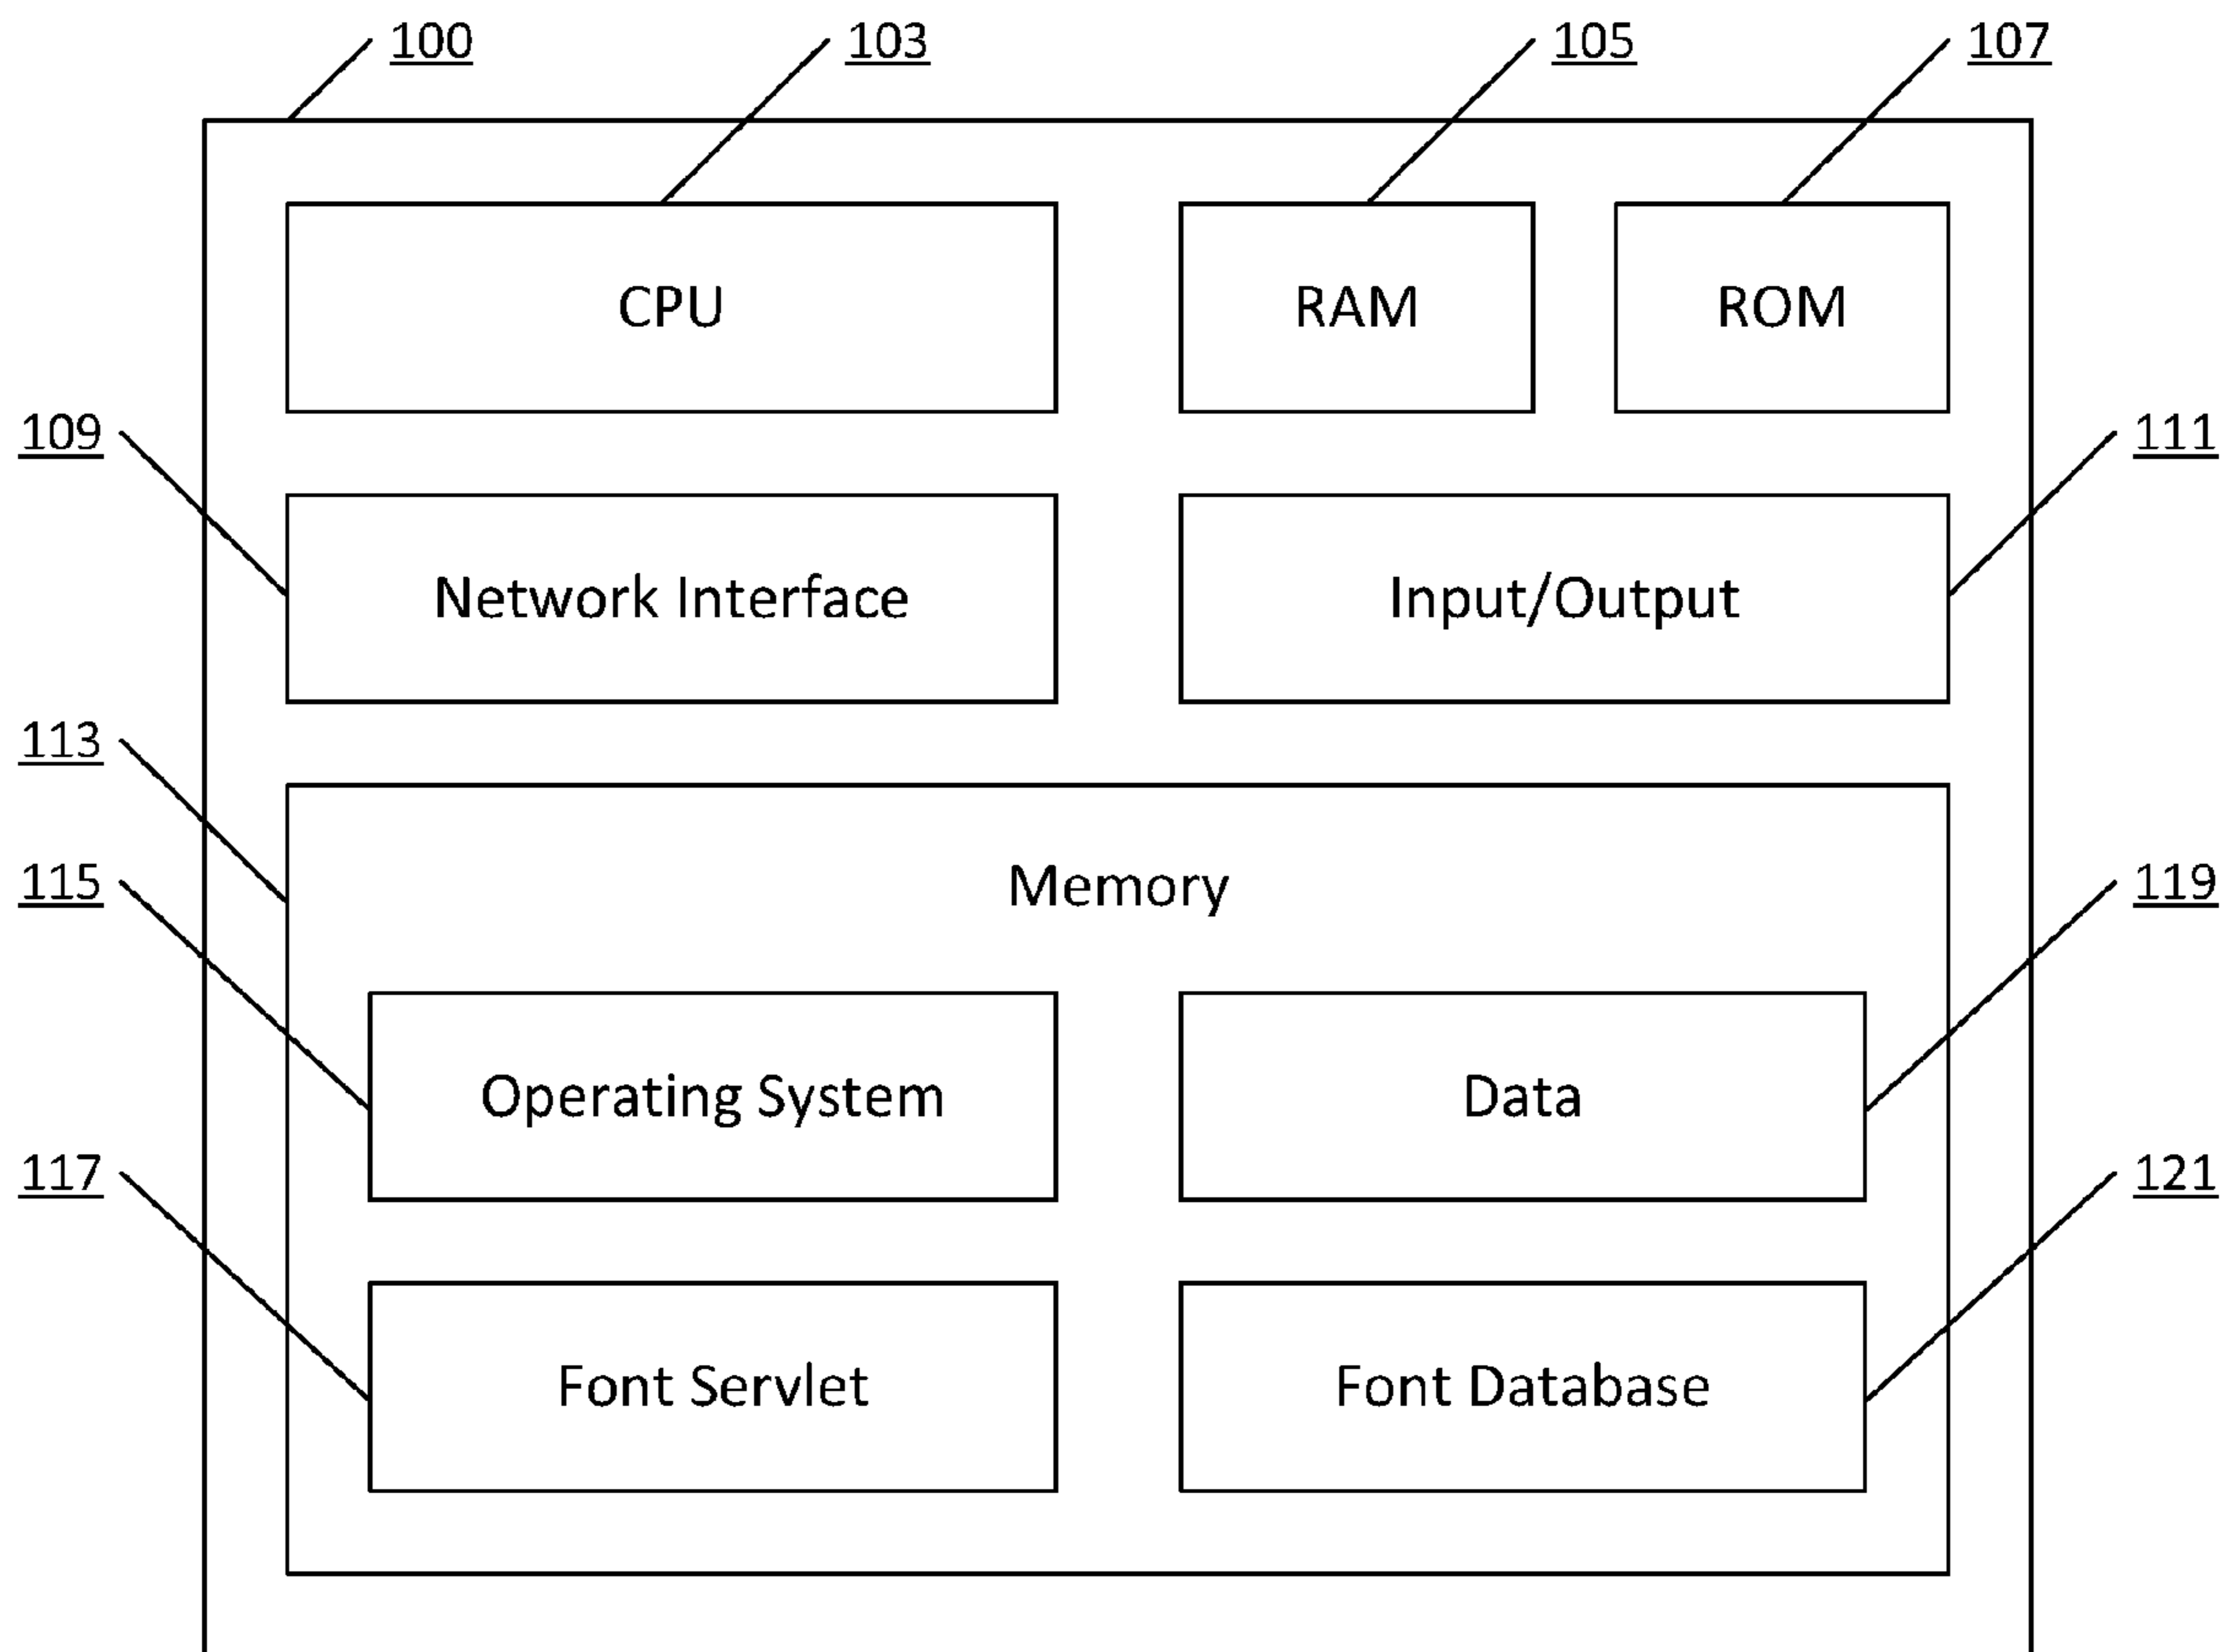 100 103 105 107
CPU RAM ROM
109 111
Network Interface Input/Output
113
Memory
115 119
Operating System Data
117 121
Font Servlet Font Database